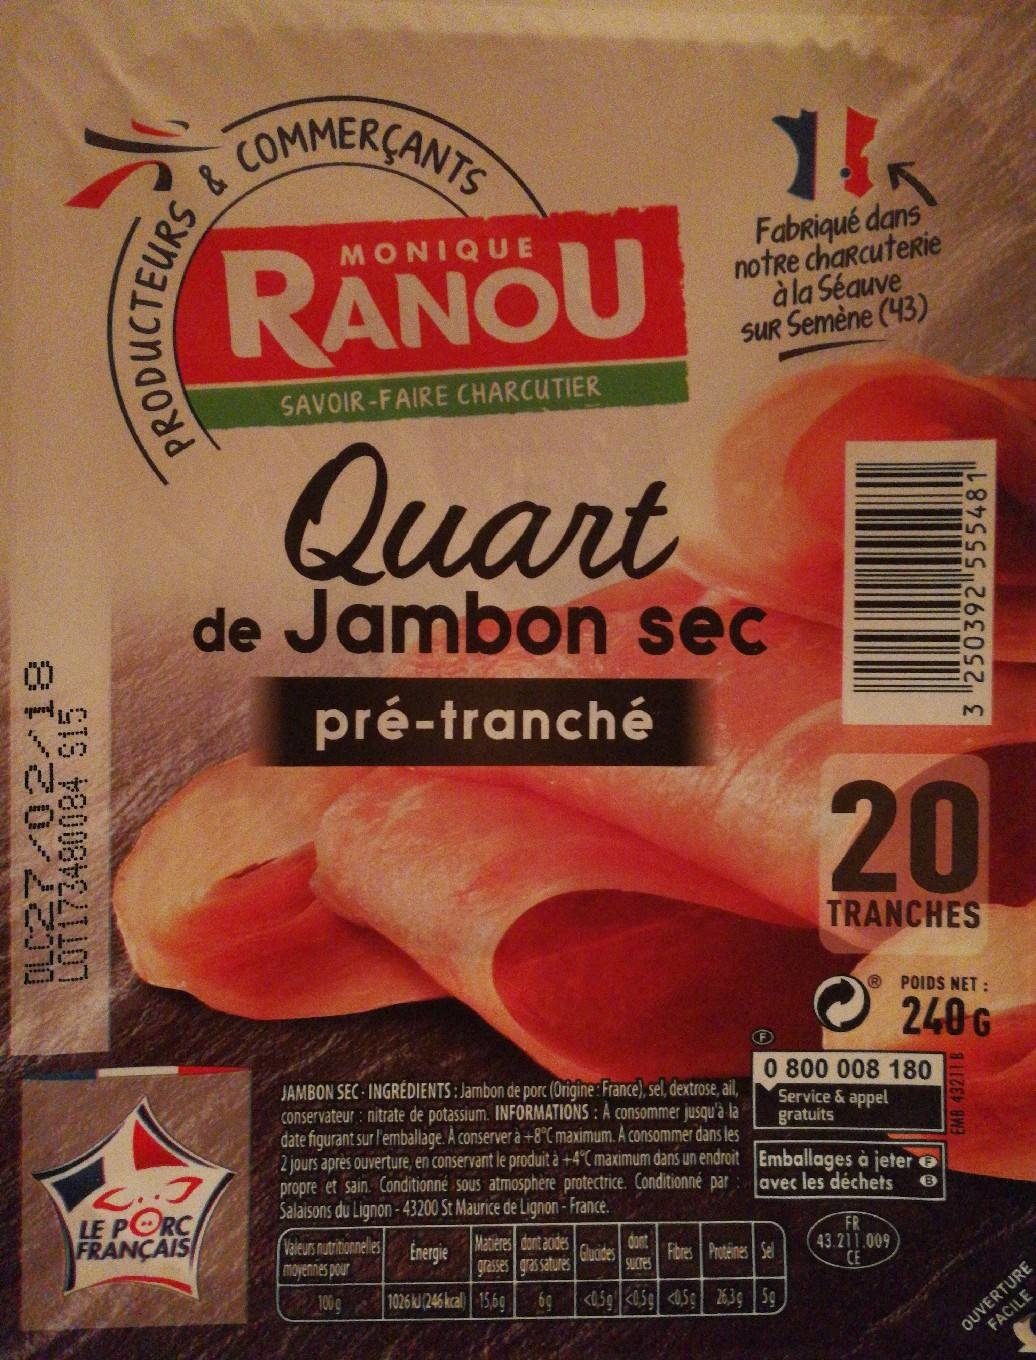 PRODUCTEURS & COMMERÇANTS
MONIQUE
RANOU
SAVOIR-FAIRE CHARCUTIER
Fabriqué dans
notre charcuterie
à la Séauve
sur Semène (43)
Quart
de Jambon sec
pré-tranché
3 250392 555481
DLC27/02/18
LOT173480084 S15
20
TRANCHES
® POIDS NET :
240 G
F
0 800 008 180
Service & appel
gratuits
EMB 43211 B
Emballages à jeter F
avec les déchets B
FR
43.211.009
CE
OUVERTURE
FACILE
LE PORC
FRANÇAIS
JAMBON SEC - INGRÉDIENTS : Jambon de porc (Origine : France), sel, dextrose, ail,
conservateur : nitrate de potassium. INFORMATIONS : À consommer jusqu'à la
date figurant sur l'emballage. À conserver à +8°C maximum. À consommer dans les
2 jours après ouverture, en conservant le produit à +4°C maximum dans un endroit
propre et sain. Conditionné sous atmosphère protectrice. Conditionné par :
Salaisons du Lignon - 43200 St Maurice de Lignon - France.
Valeurs nutritionnelles moyennes pour | Énergie | Matières grasses | dont acides gras saturés | Glucides | dont sucres | Fibres | Protéines | Sel
100 g | 1026 kJ (246 kcal) | 15,6g | 6g | <0,5g | <0,5g | <0,5g | 26,3g | 5g